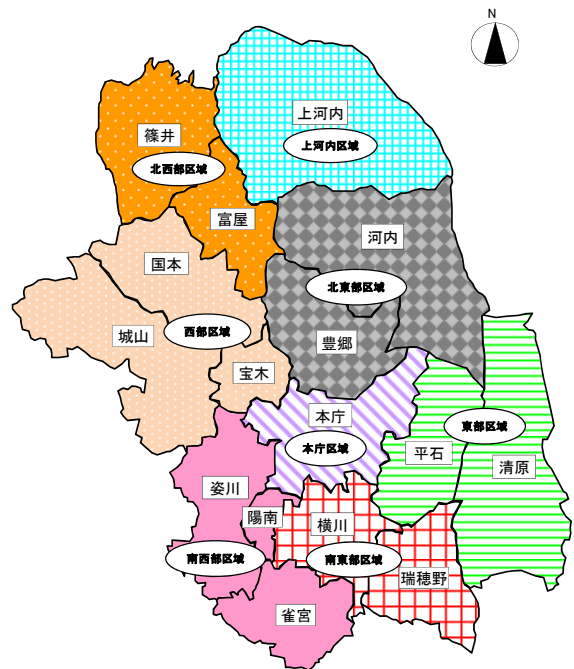 N
上河内
篠井
上河内区域
北西部区域
富屋
河内
国本
北東部区域
城山
西部区域
豊郷
宝木
本庁
東部区域
本庁区域
平石
清原
姿川
陽南
横川
南西部区域
南東部区域
瑞穂野
雀宮